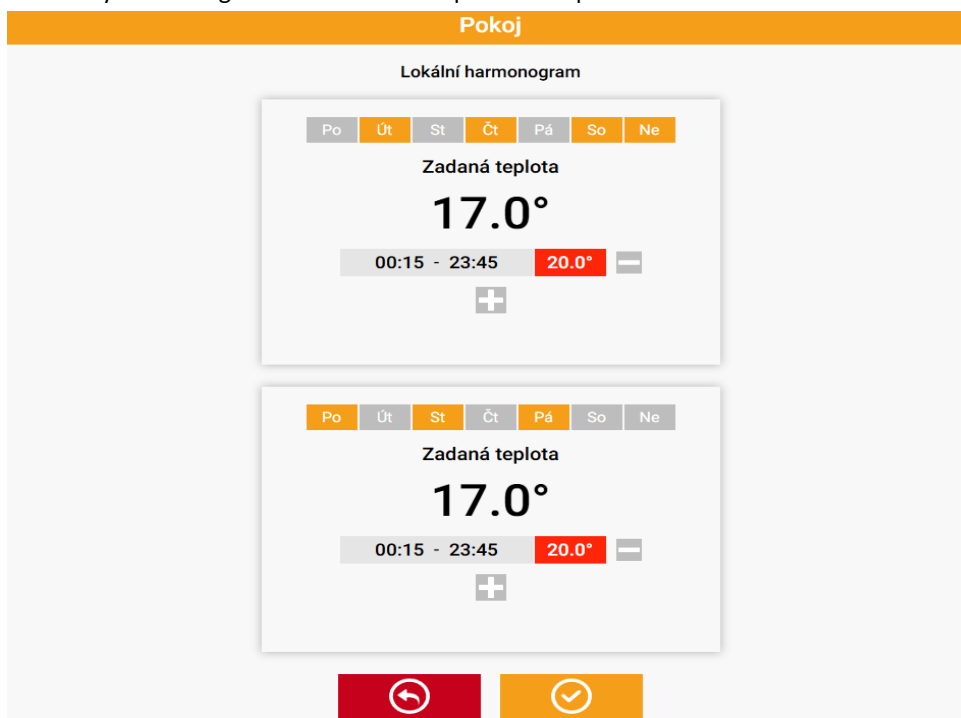 Pokoj
Lokální harmonogram
Po Út St Čt Pá So Ne
Zadaná teplota
17.0°
00:15 - 23:45 20.0°
Po Út St Čt Pá So Ne
Zadaná teplota
17.0°
00:15 - 23:45 20.0°